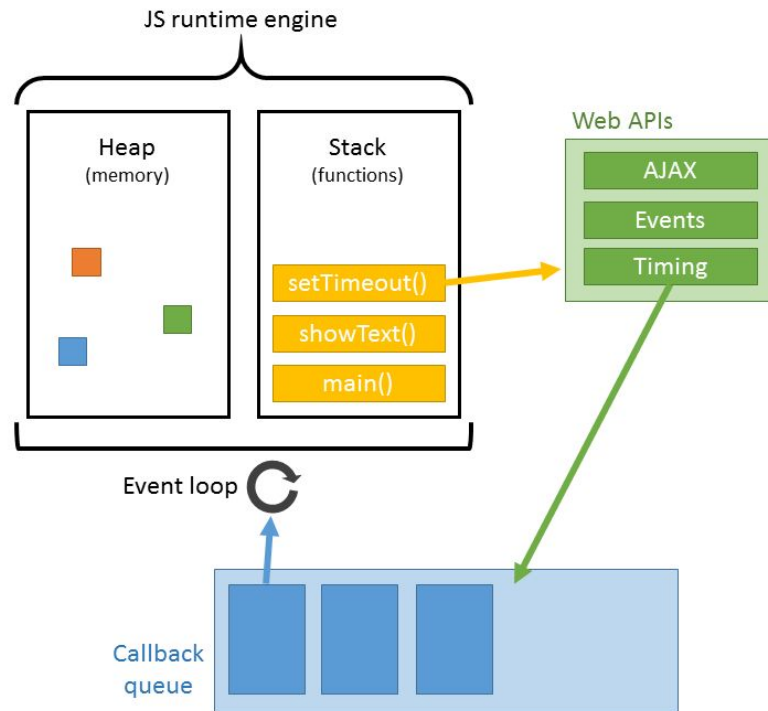 JS runtime engine
Heap
(memory)
Stack
(functions)
setTimeout()
showText()
main()
Web APIs
AJAX
Events
Timing
Event loop
Callback
queue